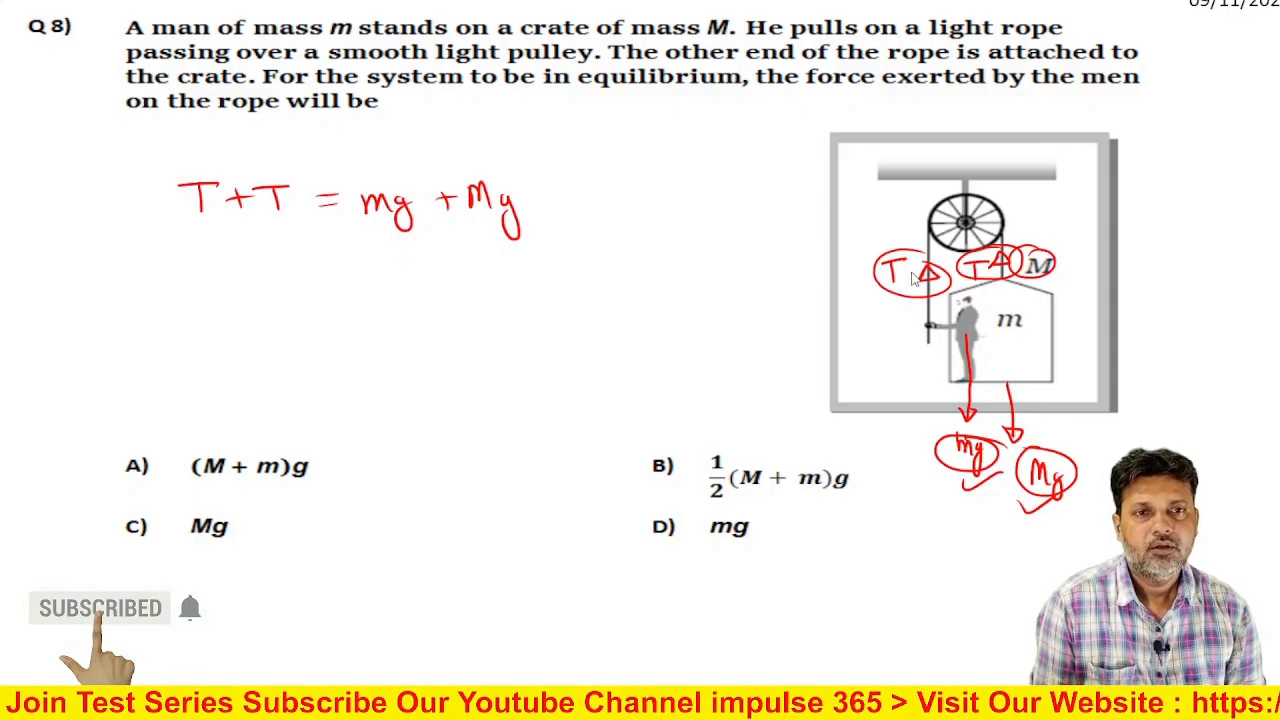 09/11/202
Q 8) A man of mass m stands on a crate of mass M. He pulls on a light rope
passing over a smooth light pulley. The other end of the rope is attached to
the crate. For the system to be in equilibrium, the force exerted by the men
on the rope will be
T + T = mg + Mg
T T M
m
mg Mg
A) (M + m)g
B) 1/2 (M + m)g
C) Mg
D) mg
SUBSCRIBED
Join Test Series Subscribe Our Youtube Channel impulse 365 > Visit Our Website : https:/